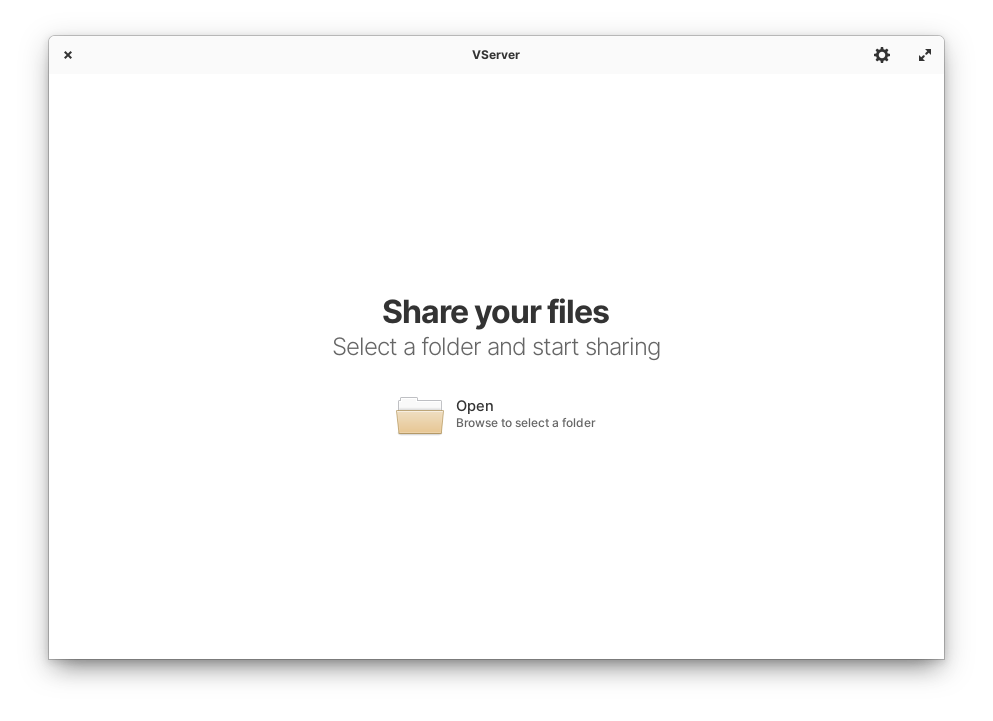 VServer
Share your files
Select a folder and start sharing
Open
Browse to select a folder